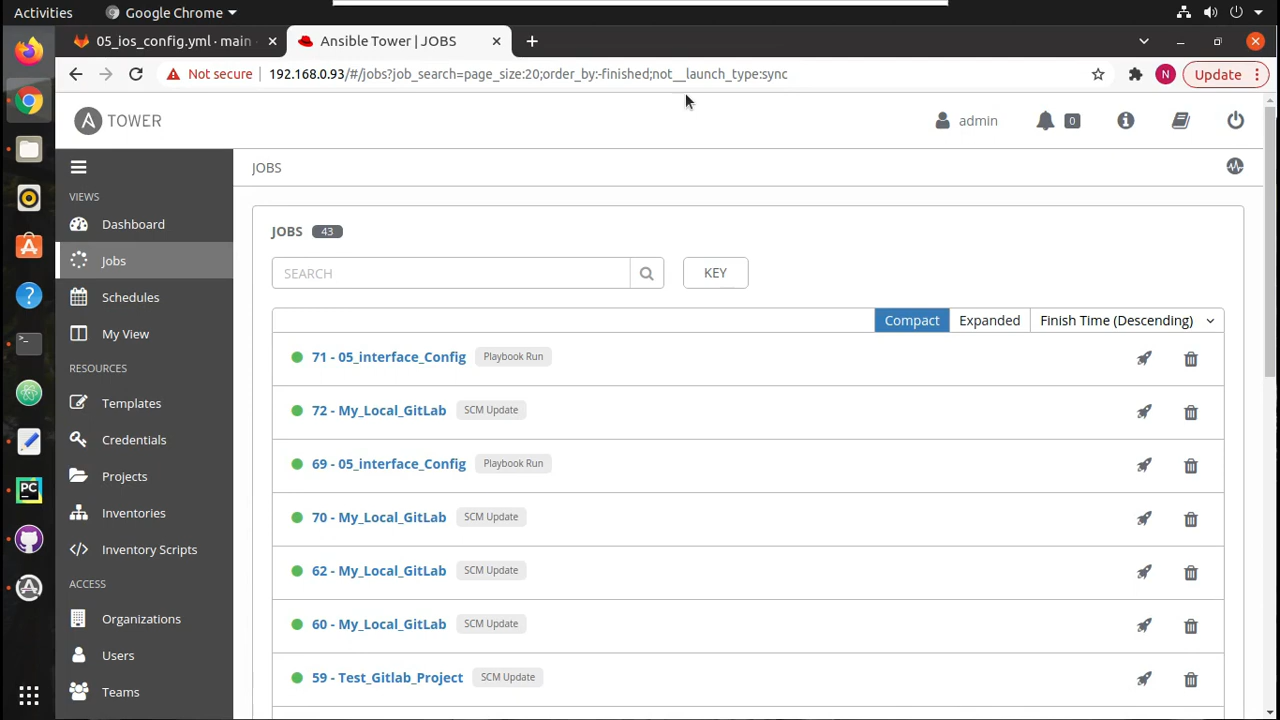 Activities
Google Chrome
05_ios_config.yml · main
Ansible Tower | JOBS
Not secure
192.168.0.93/#/jobs?job_search=page_size:20;order_by:-finished;not__launch_type:sync
N
Update
A TOWER
admin
0
VIEWS
Dashboard
Jobs
Schedules
My View
RESOURCES
Templates
Credentials
Projects
Inventories
Inventory Scripts
ACCESS
Organizations
Users
Teams
JOBS
JOBS 43
SEARCH
KEY
Compact
Expanded
Finish Time (Descending)
71 - 05_interface_Config Playbook Run
72 - My_Local_GitLab SCM Update
69 - 05_interface_Config Playbook Run
70 - My_Local_GitLab SCM Update
62 - My_Local_GitLab SCM Update
60 - My_Local_GitLab SCM Update
59 - Test_Gitlab_Project SCM Update
PC